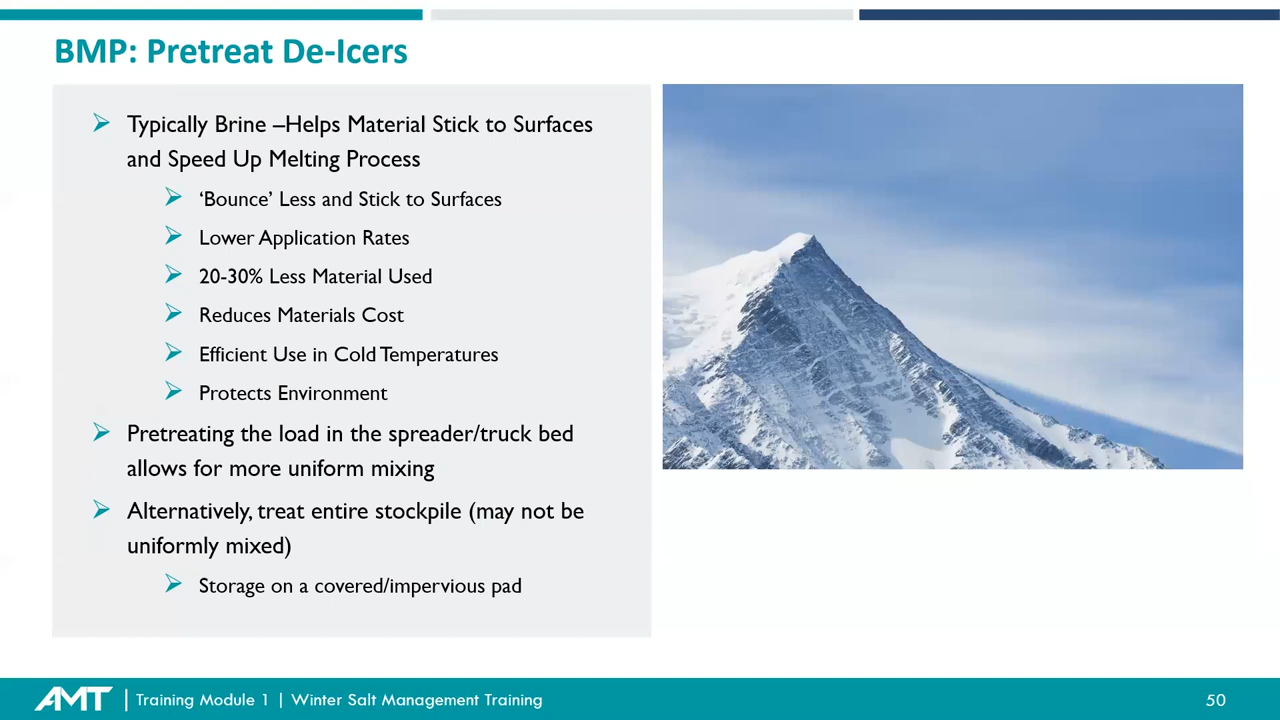 BMP: Pretreat De-Icers
Typically Brine –Helps Material Stick to Surfaces
and Speed Up Melting Process
‘Bounce’ Less and Stick to Surfaces
Lower Application Rates
20-30% Less Material Used
Reduces Materials Cost
Efficient Use in Cold Temperatures
Protects Environment
Pretreating the load in the spreader/truck bed
allows for more uniform mixing
Alternatively, treat entire stockpile (may not be
uniformly mixed)
Storage on a covered/impervious pad
AMT | Training Module 1 | Winter Salt Management Training
50